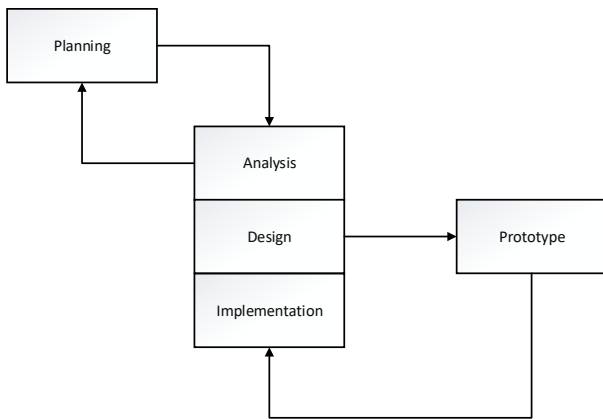 Planning
Analysis
Design
Prototype
Implementation